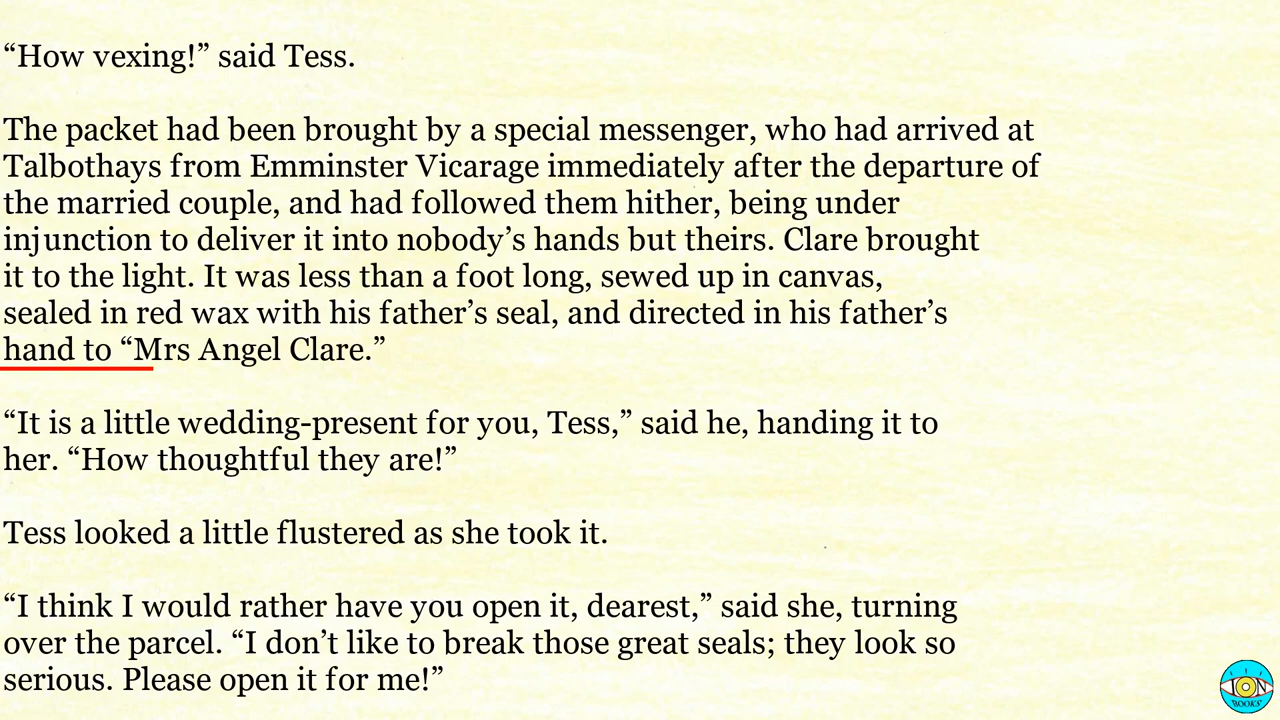 “How vexing!” said Tess.
The packet had been brought by a special messenger, who had arrived at
Talbothays from Emminster Vicarage immediately after the departure of
the married couple, and had followed them hither, being under
injunction to deliver it into nobody’s hands but theirs. Clare brought
it to the light. It was less than a foot long, sewed up in canvas,
sealed in red wax with his father’s seal, and directed in his father’s
hand to “Mrs Angel Clare.”
“It is a little wedding-present for you, Tess,” said he, handing it to
her. “How thoughtful they are!”
Tess looked a little flustered as she took it.
“I think I would rather have you open it, dearest,” said she, turning
over the parcel. “I don’t like to break those great seals; they look so
serious. Please open it for me!”
ION
BOOKS